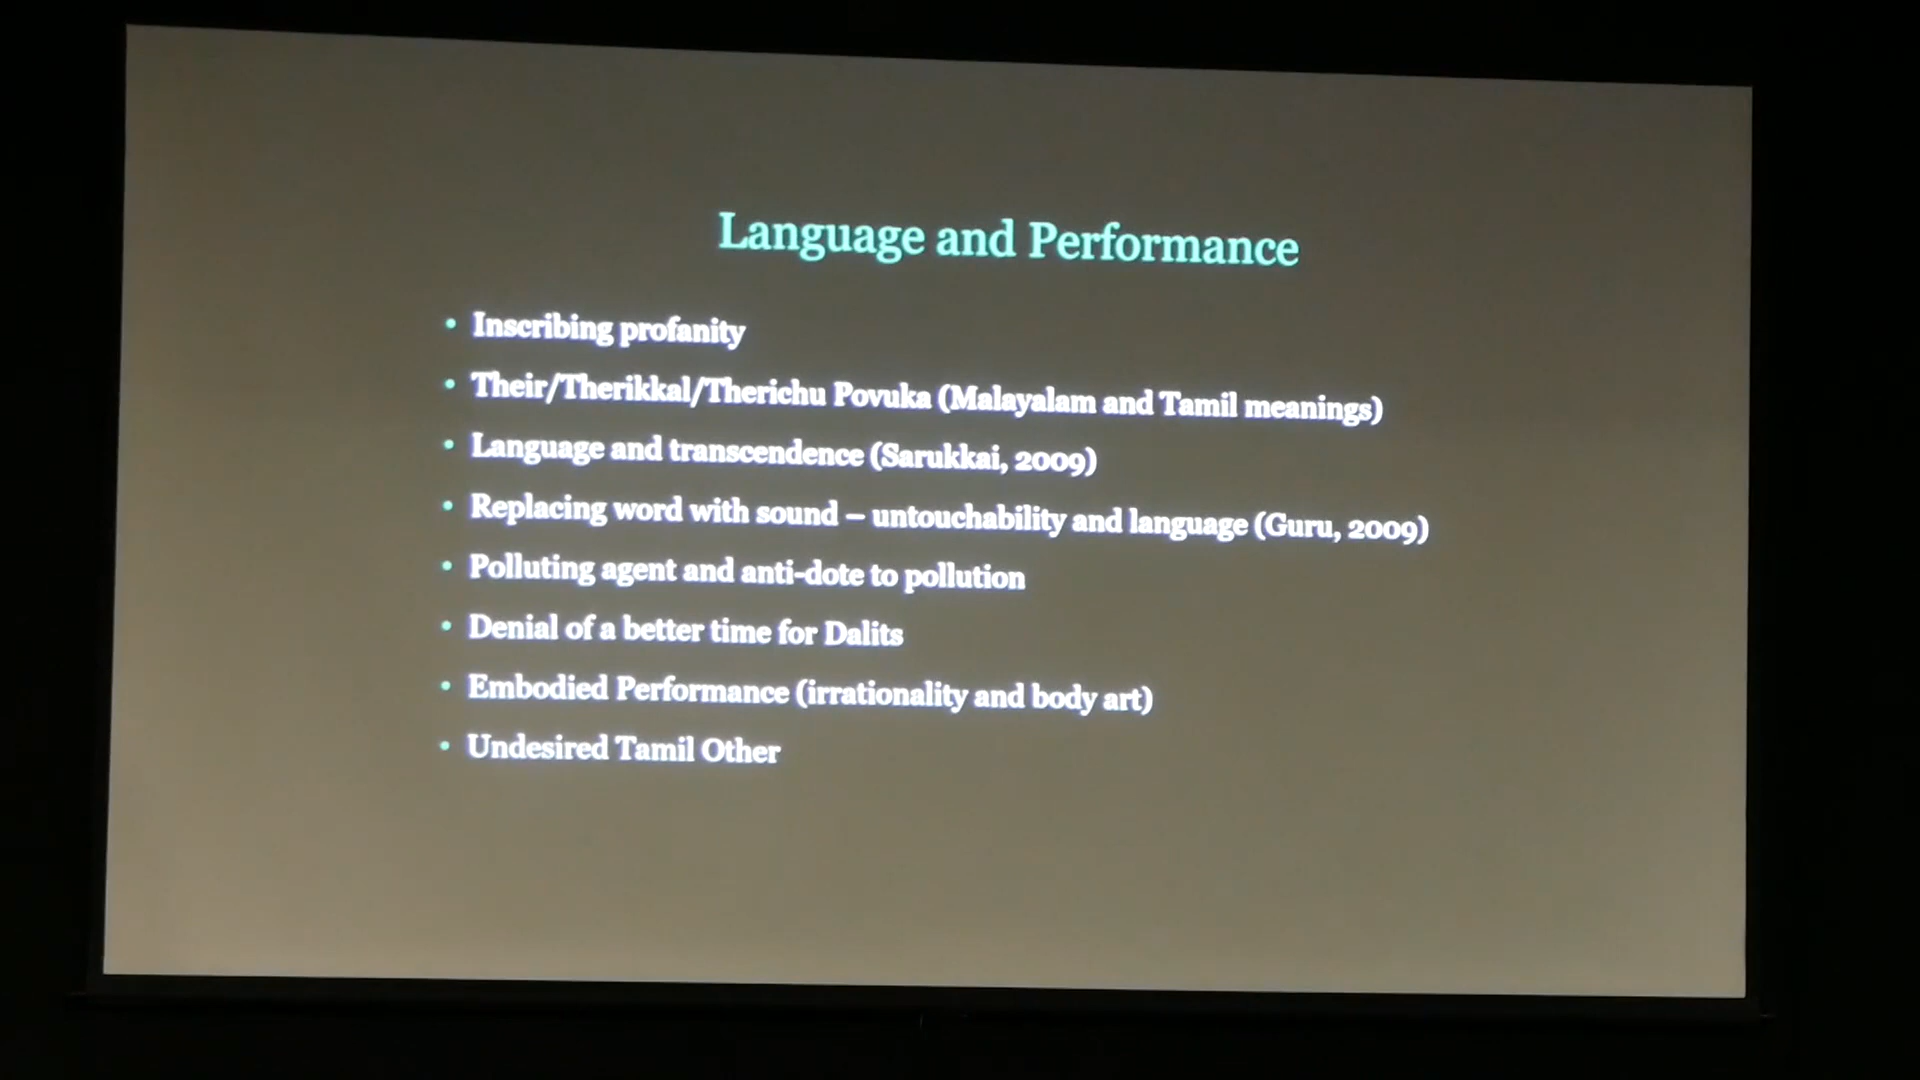 Language and Performance
• Inscribing profanity
• Their/Therikkal/Therichu Povuka (Malayalam and Tamil meanings)
• Language and transcendence (Sarukkai, 2009)
• Replacing word with sound – untouchability and language (Guru, 2009)
• Polluting agent and anti-dote to pollution
• Denial of a better time for Dalits
• Embodied Performance (irrationality and body art)
• Undesired Tamil Other